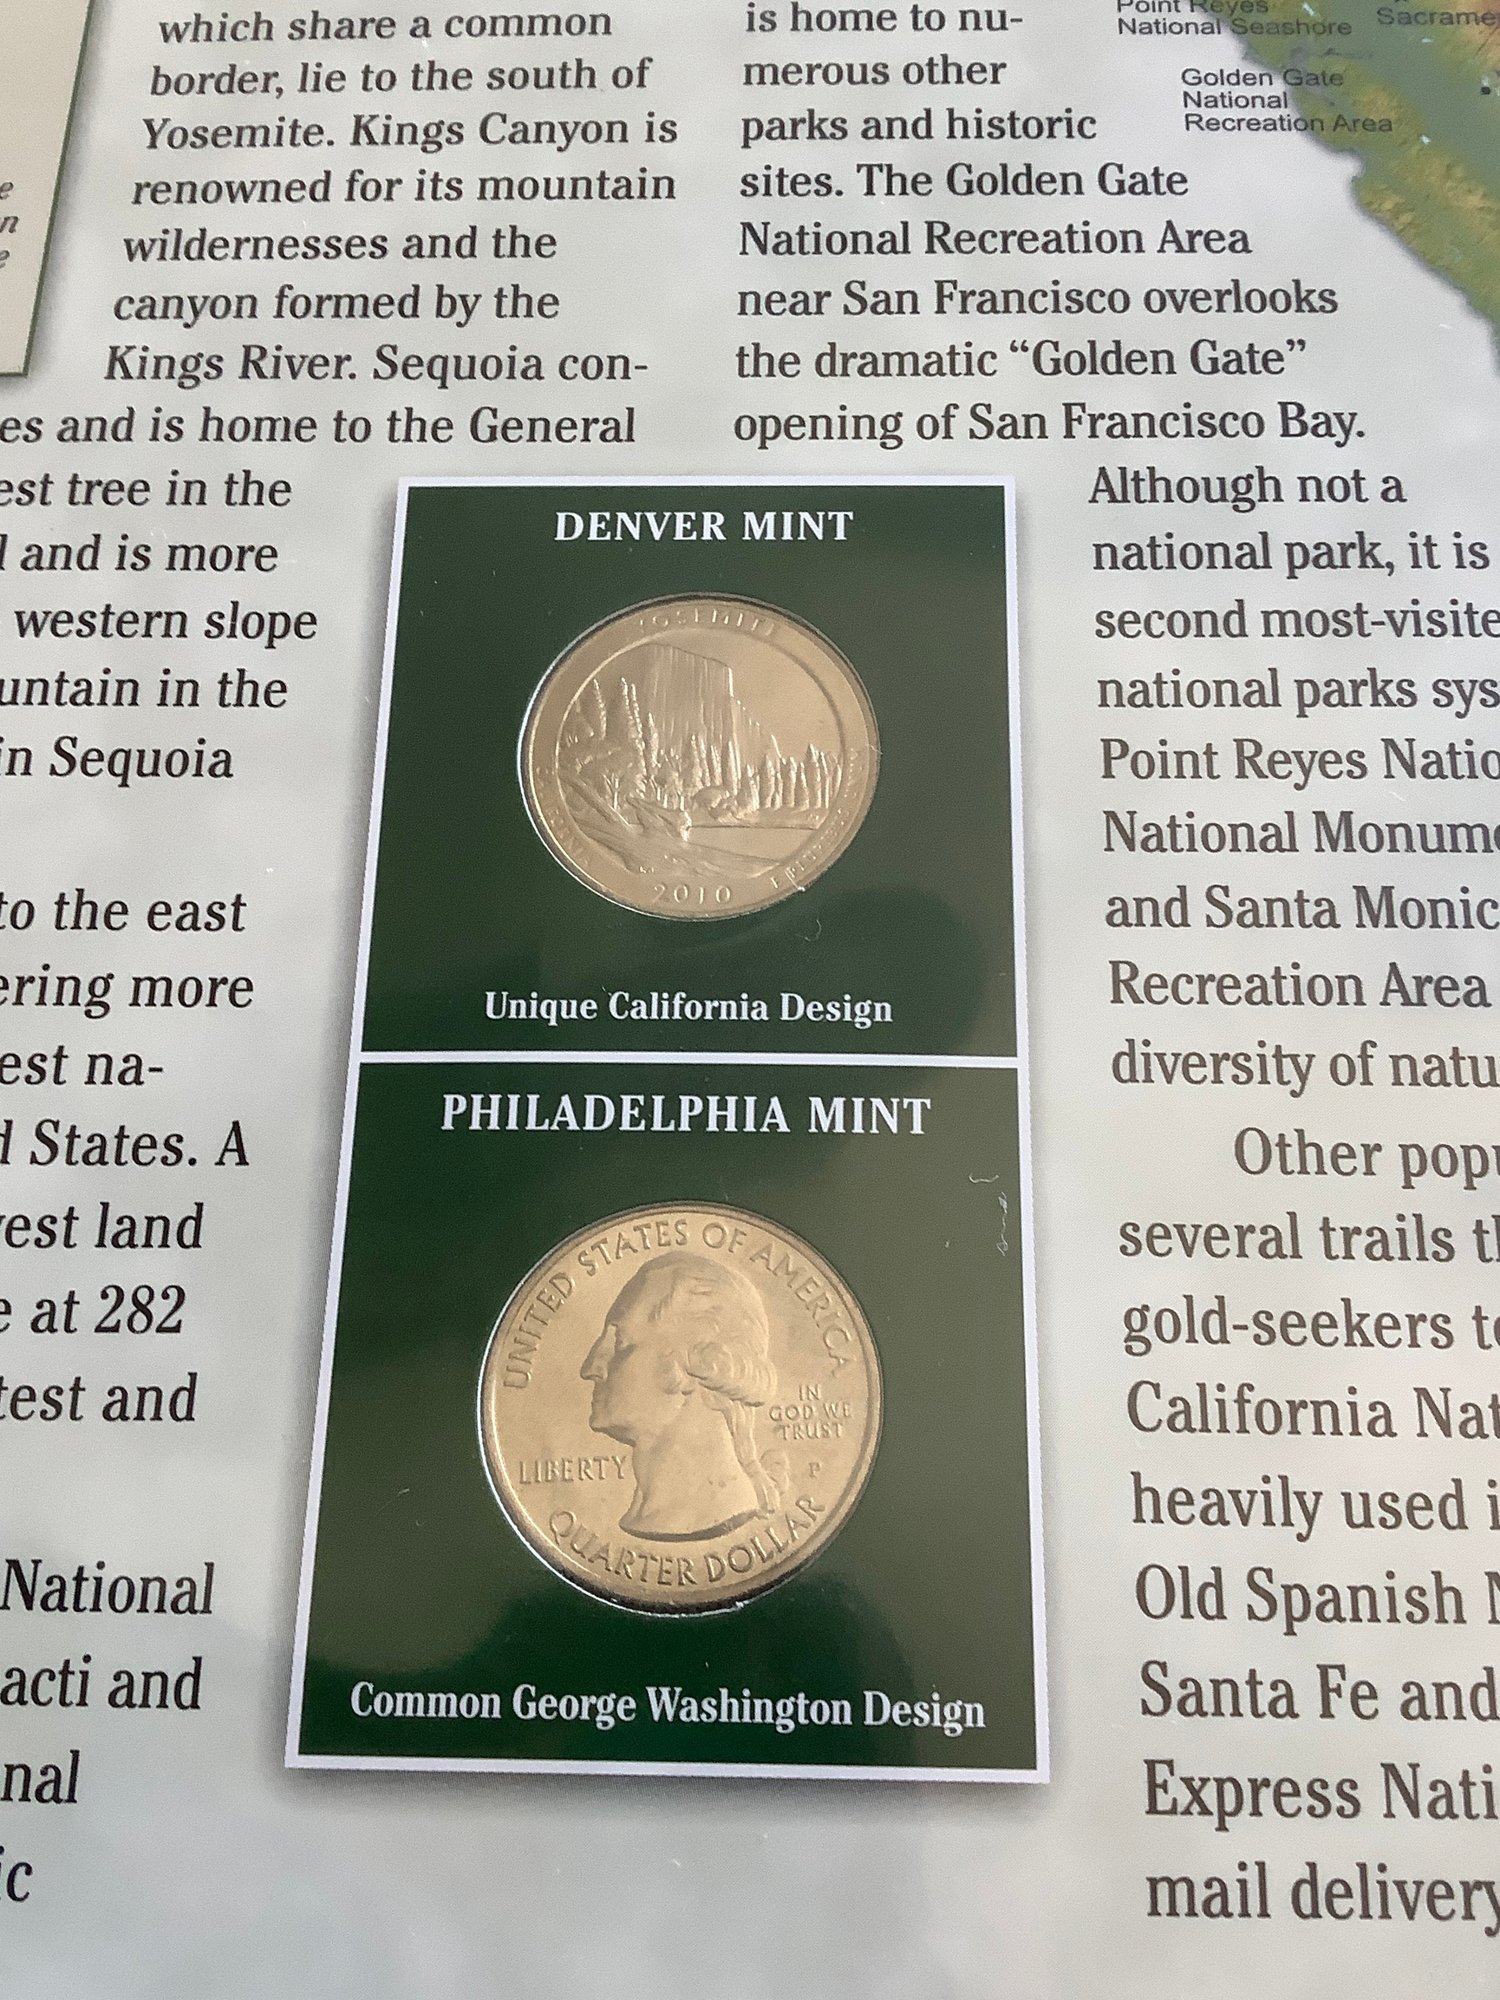 which share a common
border, lie to the south of
Yosemite. Kings Canyon is
renowned for its mountain
wildernesses and the
canyon formed by the
Kings River. Sequoia con-
es and is home to the General
est tree in the
l and is more
western slope
untain in the
in Sequoia
to the east
ering more
est na-
d States. A
vest land
e at 282
test and
National
acti and
nal
ic
e
n
e
is home to nu-
merous other
parks and historic
sites. The Golden Gate
National Recreation Area
near San Francisco overlooks
the dramatic “Golden Gate”
opening of San Francisco Bay.
Although not a
national park, it is
second most-visite
national parks sys
Point Reyes Natio
National Monume
and Santa Monic
Recreation Area
diversity of natu
Other popu
several trails th
gold-seekers to
California Nat
heavily used i
Old Spanish N
Santa Fe and
Express Nati
mail delivery
Point Reyes
National Seashore
Sacrame
Golden Gate
National
Recreation Area
DENVER MINT
YOSEMITE
2010
E PLURIBUS
Unique California Design
PHILADELPHIA MINT
UNITED STATES OF AMERICA
IN
GOD WE
TRUST
LIBERTY
P
QUARTER DOLLAR
Common George Washington Design